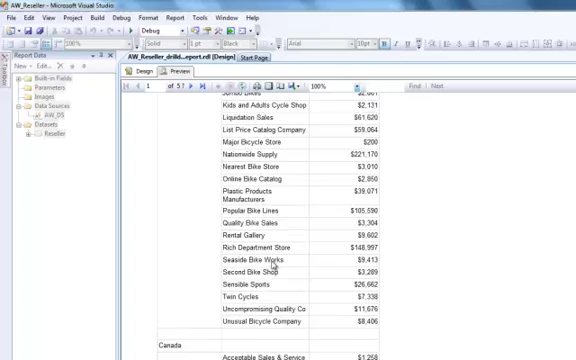 AW_Reseller - Microsoft Visual Studio
File Edit View Project Build Debug Format Report Tools Window Help
Debug
100% Solid 1 pt Black Arial 10pt B I U
Report Data
AW_Reseller_drilld...eport.rdl [Design] Start Page
Toolbox
New Edit
Design Preview
Built-in Fields
Parameters
Images
Data Sources
AW_DS
Datasets
Reseller
1 of 5 ? 100% Find Next
Jumbo Bikes
Kids and Adults Cycle Shop $2,131
Liquidation Sales $61,620
List Price Catalog Company $59,064
Major Bicycle Store $200
Nationwide Supply $221,170
Nearest Bike Store $3,010
Online Bike Catalog $2,850
Plastic Products $39,071
Manufacturers
Popular Bike Lines $105,590
Quality Bike Sales $3,304
Rental Gallery $9,602
Rich Department Store $148,997
Seaside Bike Works $9,413
Second Bike Shop $3,289
Sensible Sports $26,662
Twin Cycles $7,338
Uncompromising Quality Co $11,676
Unusual Bicycle Company $8,406
Canada
Acceptable Sales & Service $1,258